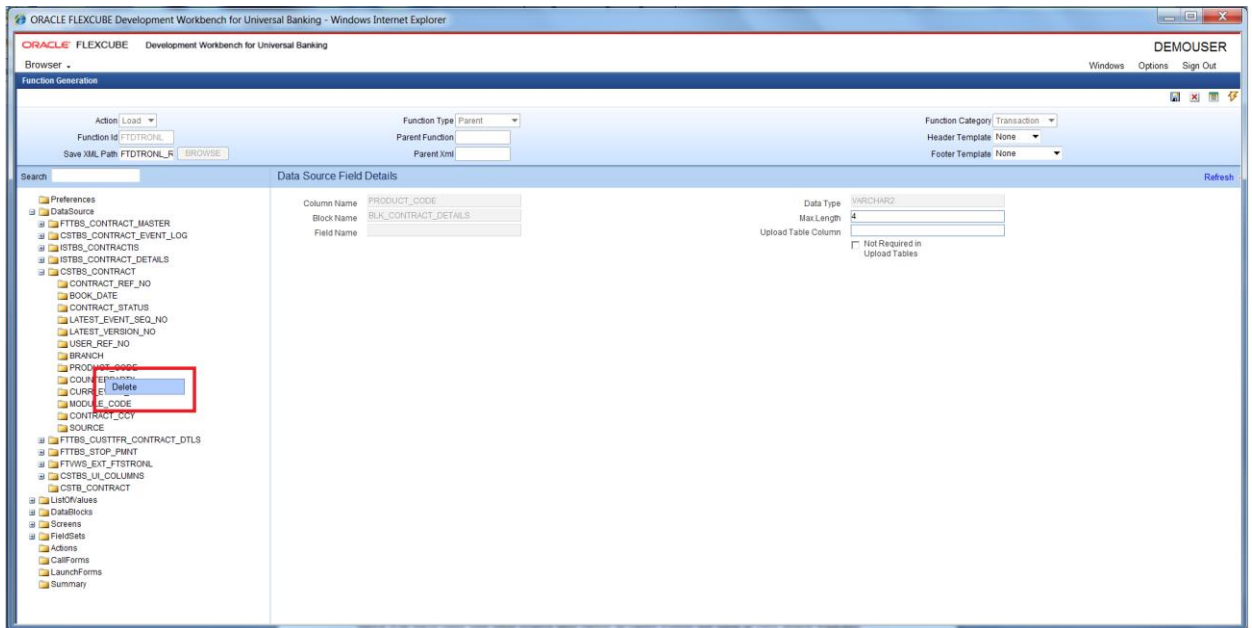 ORACLE FLEXCUBE Development Workbench for Universal Banking - Windows Internet Explorer
ORACLE FLEXCUBE Development Workbench for Universal Banking DEMOUSER
Browser Windows Options Sign Out
Function Generation
Action Load Function Type Parent Function Category Transaction
Function Id FTDTRONL Parent Function Header Template None
Save XML Path FTDTRONL_R BROWSE Parent Xml Footer Template None
Search Data Source Field Details Refresh
Column Name PRODUCT_CODE Data Type VARCHAR2
Block Name BLK_CONTRACT_DETAILS Max.Length 4
Field Name Upload Table Column
Not Required in
Upload Tables
Preferences
DataSource
FTTBS_CONTRACT_MASTER
CSTBS_CONTRACT_EVENT_LOG
ISTBS_CONTRACTIS
ISTBS_CONTRACT_DETAILS
CSTBS_CONTRACT
CONTRACT_REF_NO
BOOK_DATE
CONTRACT_STATUS
LATEST_EVENT_SEQ_NO
LATEST_VERSION_NO
USER_REF_NO
BRANCH
PRODUCT_CODE
Delete
MODULE_CODE
CONTRACT_CCY
SOURCE
FTTBS_CUSTTFR_CONTRACT_DTLS
FTTBS_STOP_PMNT
FTVWS_EXT_FTSTRONL
CSTBS_UI_COLUMNS
CSTB_CONTRACT
ListOfValues
DataBlocks
Screens
FieldSets
Actions
CallForms
LaunchForms
Summary